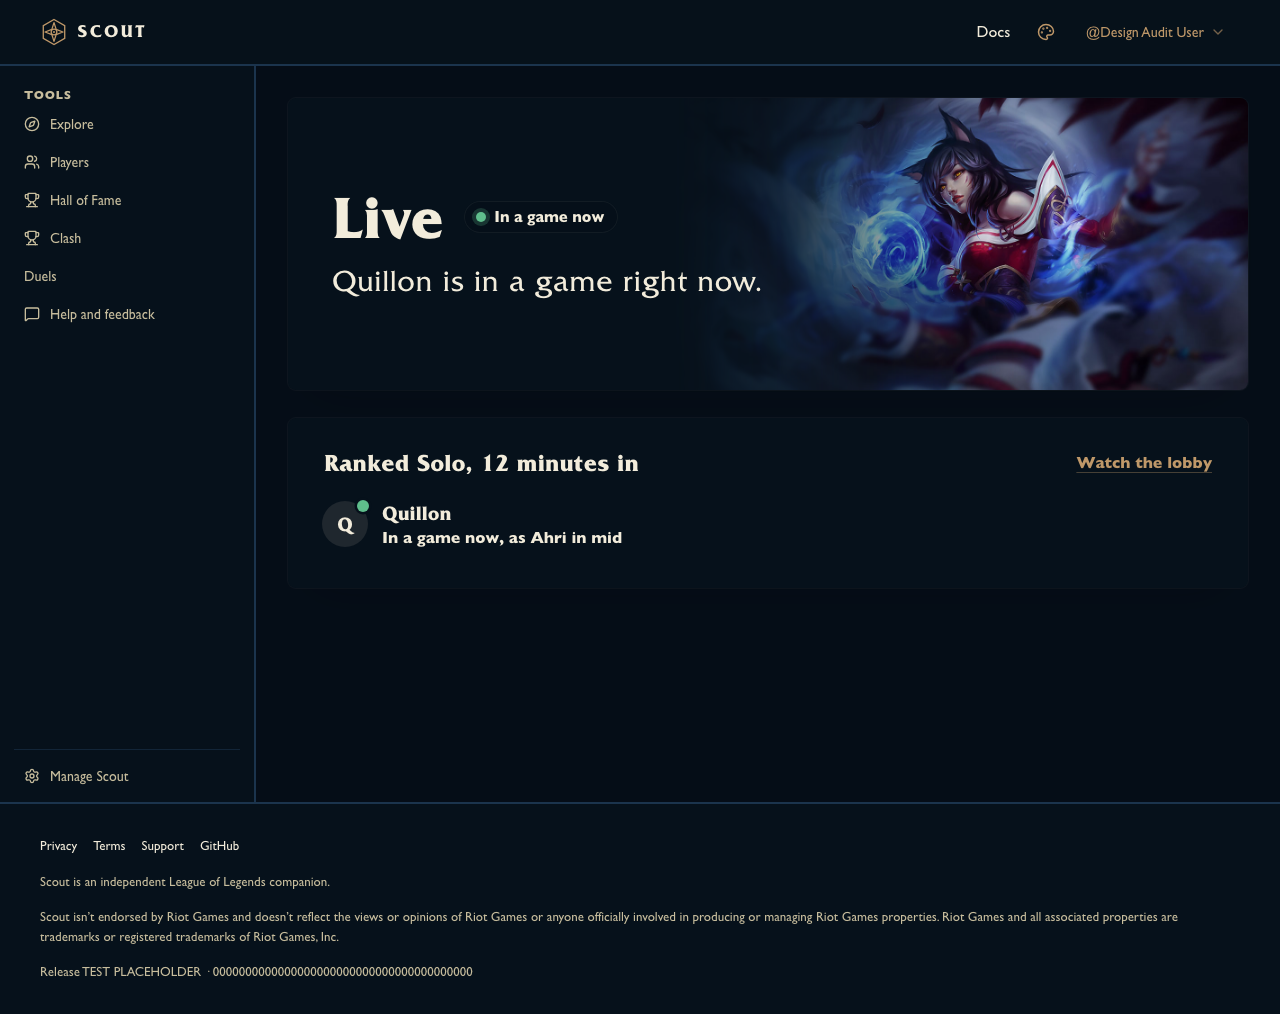 SCOUT
Docs
@Design Audit User
TOOLS
Explore
Players
Hall of Fame
Clash
Duels
Help and feedback
Manage Scout
Live
In a game now
Quillon is in a game right now.
Ranked Solo, 12 minutes in
Watch the lobby
Q
Quillon
In a game now, as Ahri in mid
Privacy
Terms
Support
GitHub
Scout is an independent League of Legends companion.
Scout isn't endorsed by Riot Games and doesn't reflect the views or opinions of Riot Games or anyone officially involved in producing or managing Riot Games properties. Riot Games and all associated properties are
trademarks or registered trademarks of Riot Games, Inc.
Release TEST PLACEHOLDER · 0000000000000000000000000000000000000000